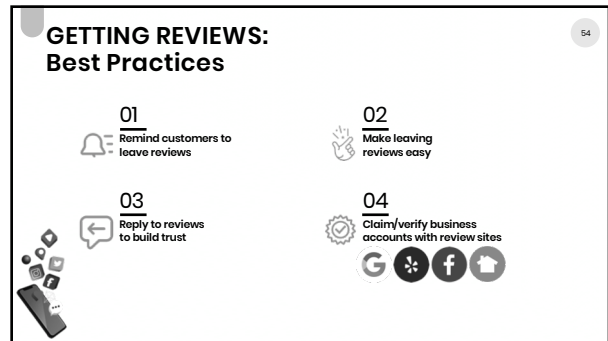 GETTING REVIEWS:
Best Practices
54
01
Remind customers to
leave reviews
02
Make leaving
reviews easy
03
Reply to reviews
to build trust
04
Claim/verify business
accounts with review sites